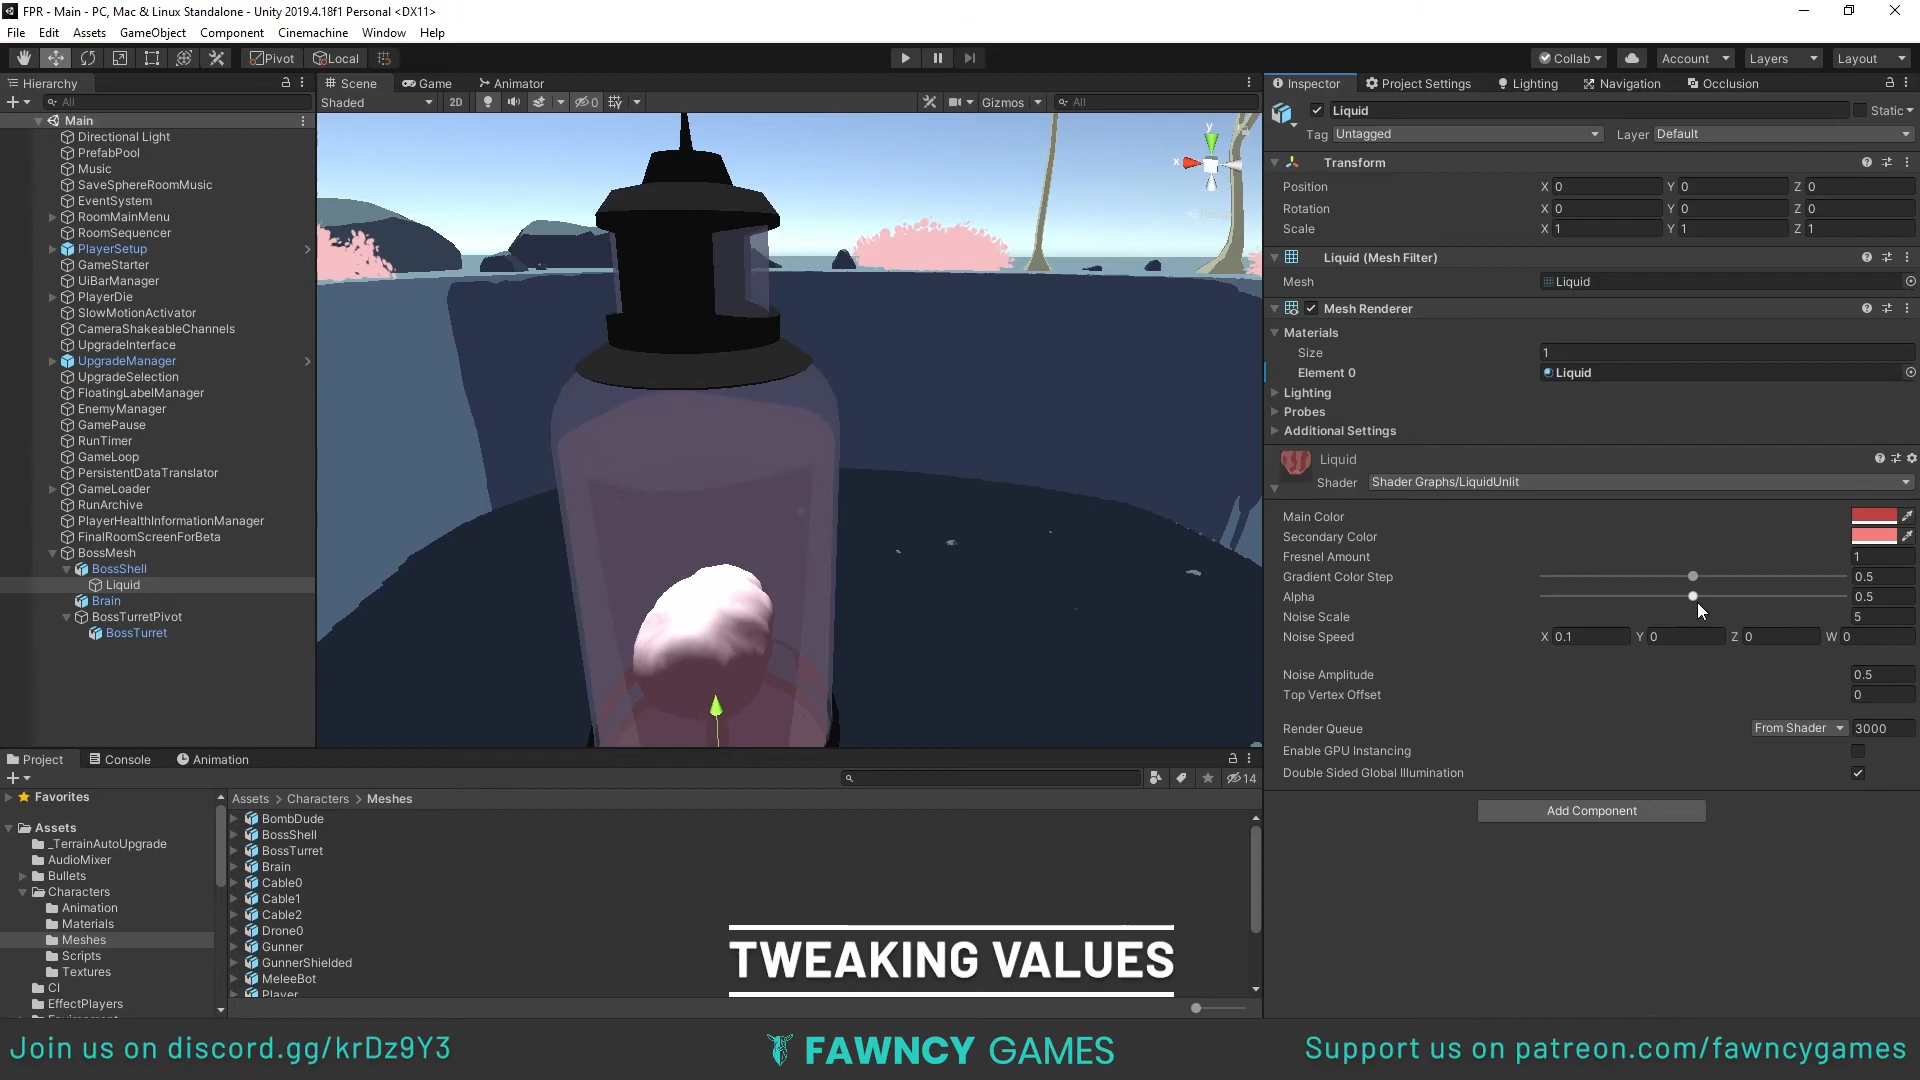 FPR - Main - PC, Mac & Linux Standalone - Unity 2019.4.18f1 Personal <DX11>
File Edit Assets GameObject Component Cinemachine Window Help
Pivot Local Collab Account Layers Layout
Hierarchy
All
Main
Directional Light
PrefabPool
Music
SaveSphereRoomMusic
EventSystem
RoomMainMenu
RoomSequencer
PlayerSetup
GameStarter
UiBarManager
PlayerDie
SlowMotionActivator
CameraShakeableChannels
UpgradeInterface
UpgradeManager
UpgradeSelection
FloatingLabelManager
EnemyManager
GamePause
RunTimer
GameLoop
PersistentDataTranslator
GameLoader
RunArchive
PlayerHealthInformationManager
FinalRoomScreenForBeta
BossMesh
BossShell
Liquid
Brain
BossTurretPivot
BossTurret
Scene Game Animator
Shaded 2D 0 Gizmos All
y
x
Inspector Project Settings Lighting Navigation Occlusion
Liquid Static
Tag Untagged Layer Default
Transform
Position X 0 Y 0 Z 0
Rotation X 0 Y 0 Z 0
Scale X 1 Y 1 Z 1
Liquid (Mesh Filter)
Mesh Liquid
Mesh Renderer
Materials
Size 1
Element 0 Liquid
Lighting
Probes
Additional Settings
Liquid
Shader Shader Graphs/LiquidUnlit
Main Color
Secondary Color
Fresnel Amount 1
Gradient Color Step 0.5
Alpha 0.5
Noise Scale 5
Noise Speed X 0.1 Y 0 Z 0 W 0
Noise Amplitude 0.5
Top Vertex Offset 0
Render Queue From Shader 3000
Enable GPU Instancing
Double Sided Global Illumination
Add Component
Project Console Animation
14
Favorites
Assets
_TerrainAutoUpgrade
AudioMixer
Bullets
Characters
Animation
Materials
Meshes
Scripts
Textures
CI
EffectPlayers
Assets > Characters > Meshes
BombDude
BossShell
BossTurret
Brain
Cable0
Cable1
Cable2
Drone0
Gunner
GunnerShielded
MeleeBot
Player
TWEAKING VALUES
Join us on discord.gg/krDz9Y3
FAWNCY GAMES
Support us on patreon.com/fawncygames